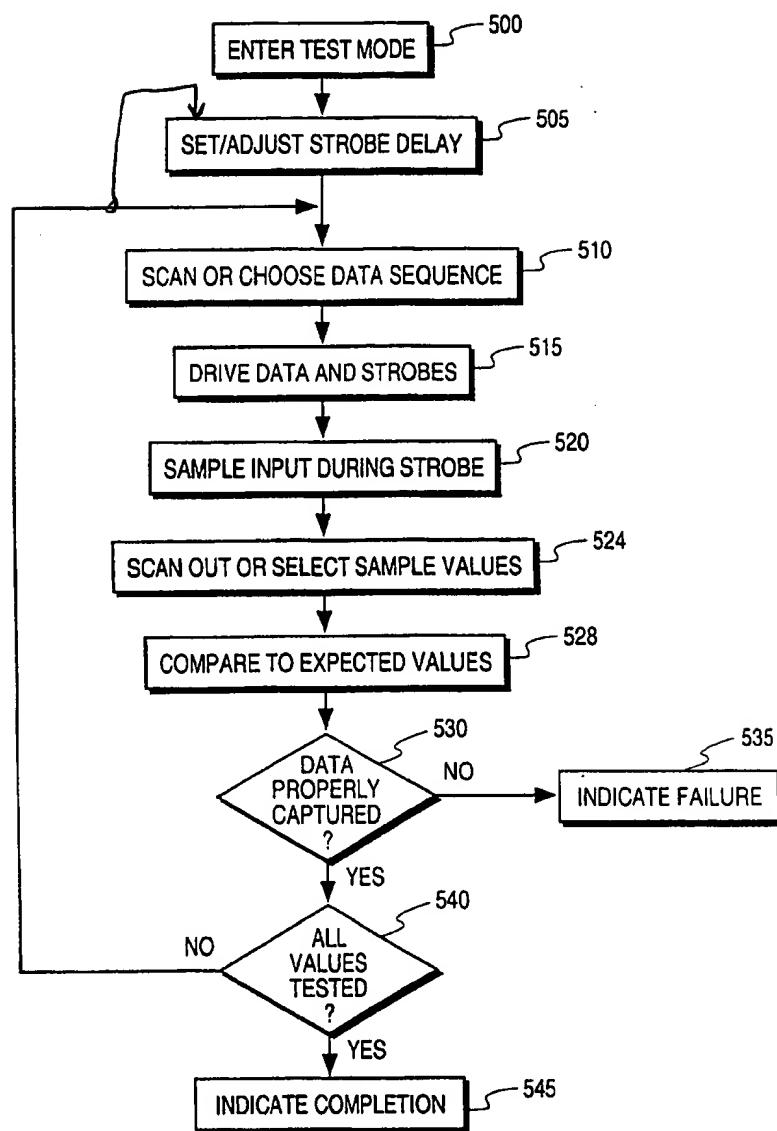 ENTER TEST MODE
500
SET/ADJUST STROBE DELAY
505
SCAN OR CHOOSE DATA SEQUENCE
510
DRIVE DATA AND STROBES
515
SAMPLE INPUT DURING STROBE
520
SCAN OUT OR SELECT SAMPLE VALUES
524
COMPARE TO EXPECTED VALUES
528
DATA
PROPERLY
CAPTURED
?
530
NO
INDICATE FAILURE
535
YES
ALL
VALUES
TESTED
?
540
NO
YES
INDICATE COMPLETION
545